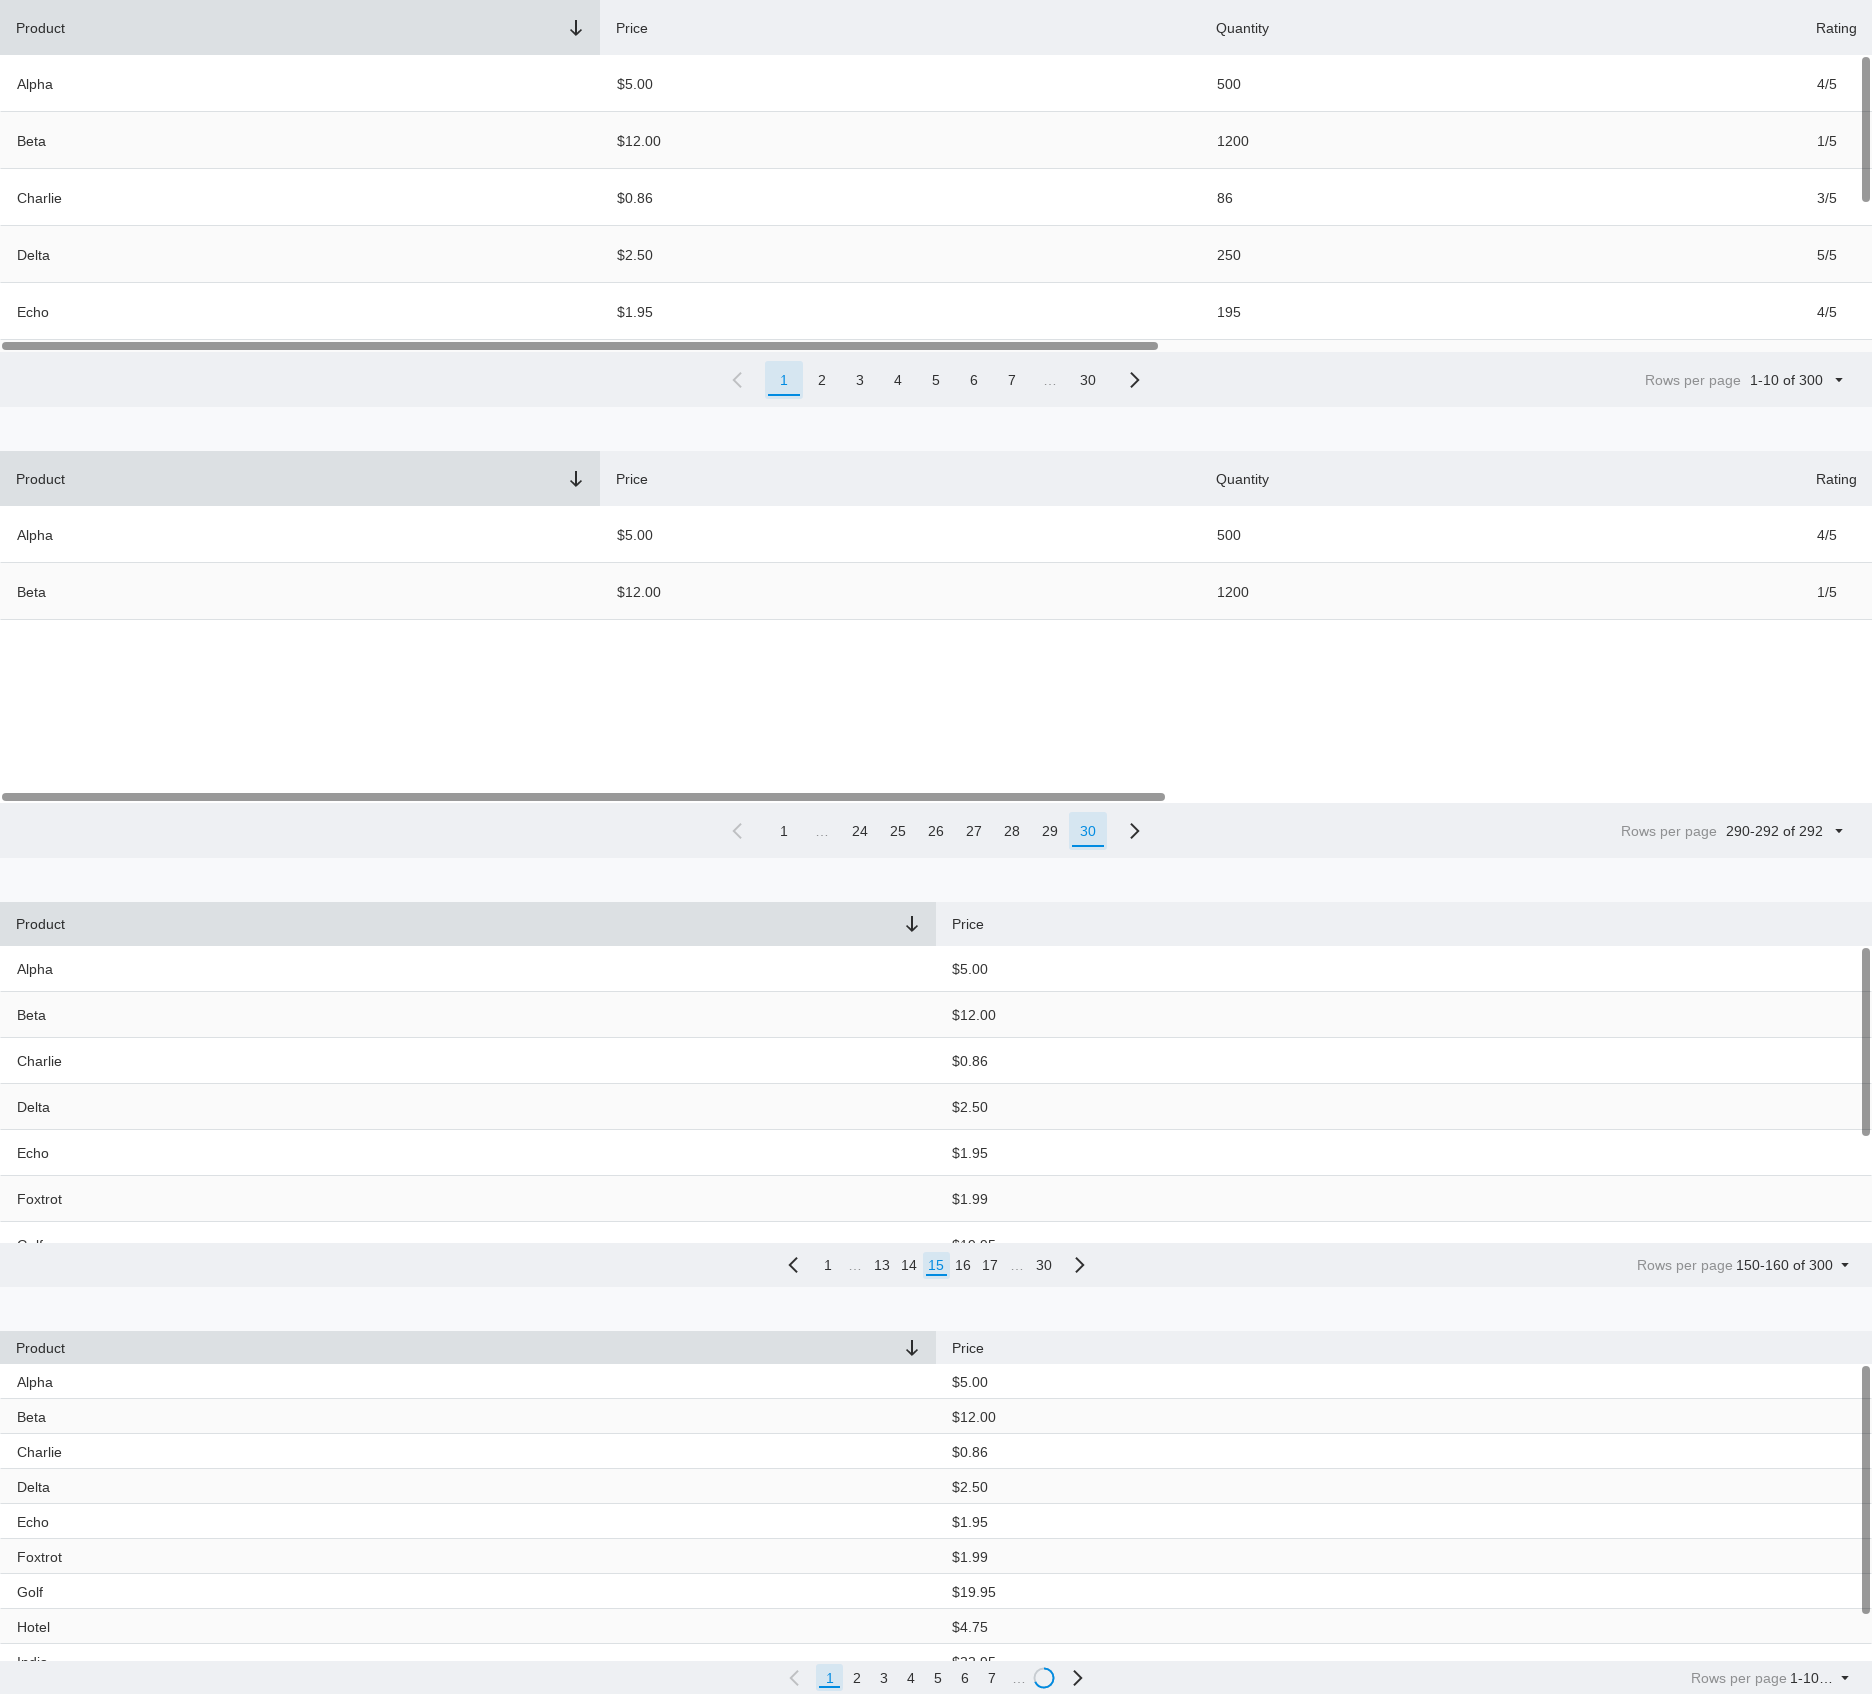 Product Price Quantity Rating
Alpha $5.00 500 4/5
Beta $12.00 1200 1/5
Charlie $0.86 86 3/5
Delta $2.50 250 5/5
Echo $1.95 195 4/5
1 2 3 4 5 6 7 ... 30 Rows per page 1-10 of 300
Product Price Quantity Rating
Alpha $5.00 500 4/5
Beta $12.00 1200 1/5
1 ... 24 25 26 27 28 29 30 Rows per page 290-292 of 292
Product Price
Alpha $5.00
Beta $12.00
Charlie $0.86
Delta $2.50
Echo $1.95
Foxtrot $1.99
1 ... 13 14 15 16 17 ... 30 Rows per page 150-160 of 300
Product Price
Alpha $5.00
Beta $12.00
Charlie $0.86
Delta $2.50
Echo $1.95
Foxtrot $1.99
Golf $19.95
Hotel $4.75
1 2 3 4 5 6 7 ... Rows per page 1-10...